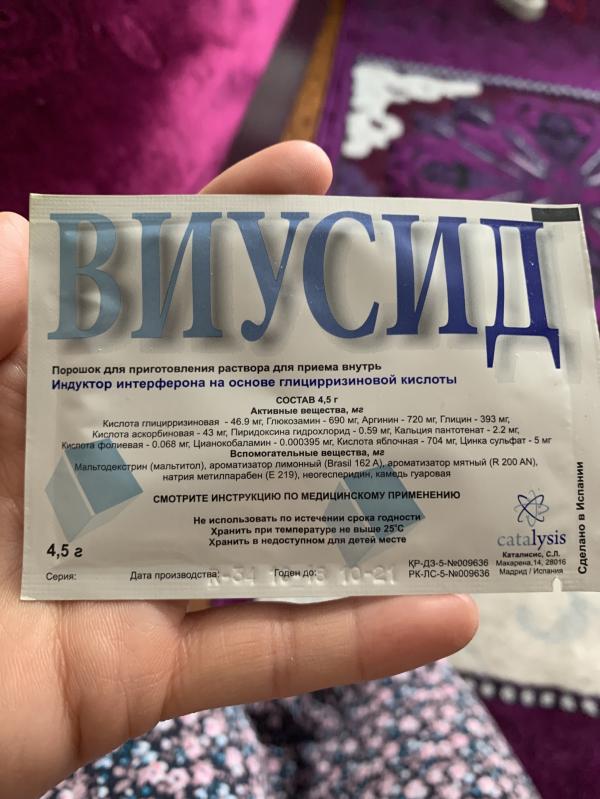 ВИУСИД
Порошок для приготовления раствора для приема внутрь
Индуктор интерферона на основе глицирризиновой кислоты
СОСТАВ 4,5 г
Активные вещества, мг
Кислота глицирризиновая - 46.9 мг, Глюкозамин - 690 мг, Аргинин - 720 мг, Глицин - 393 мг,
Кислота аскорбиновая - 43 мг, Пиридоксина гидрохлорид - 0.59 мг, Кальция пантотенат - 2.2 мг,
Кислота фолиевая - 0.068 мг, Цианокобаламин - 0.000395 мг, Кислота яблочная - 704 мг, Цинка сульфат - 5 мг
Вспомогательные вещества, мг
Мальтодекстрин (мальтитол), ароматизатор лимонный (Brasil 162 A), ароматизатор мятный (R 200 AN),
натрия метилпарабен (Е 219), неогесперидин, камедь гуаровая
СМОТРИТЕ ИНСТРУКЦИЮ ПО МЕДИЦИНСКОМУ ПРИМЕНЕНИЮ
Не использовать по истечении срока годности
Хранить при температуре не выше 25°С
Хранить в недоступном для детей месте
4,5 г
catalysis
Каталисис, С.Л.
Макарена,14, 28016
Мадрид / Испания
Сделано в Испании
КР-ДЗ-5-№009636
РК-ЛС-5-№009636
Серия: Дата производства: Годен до:
10-21